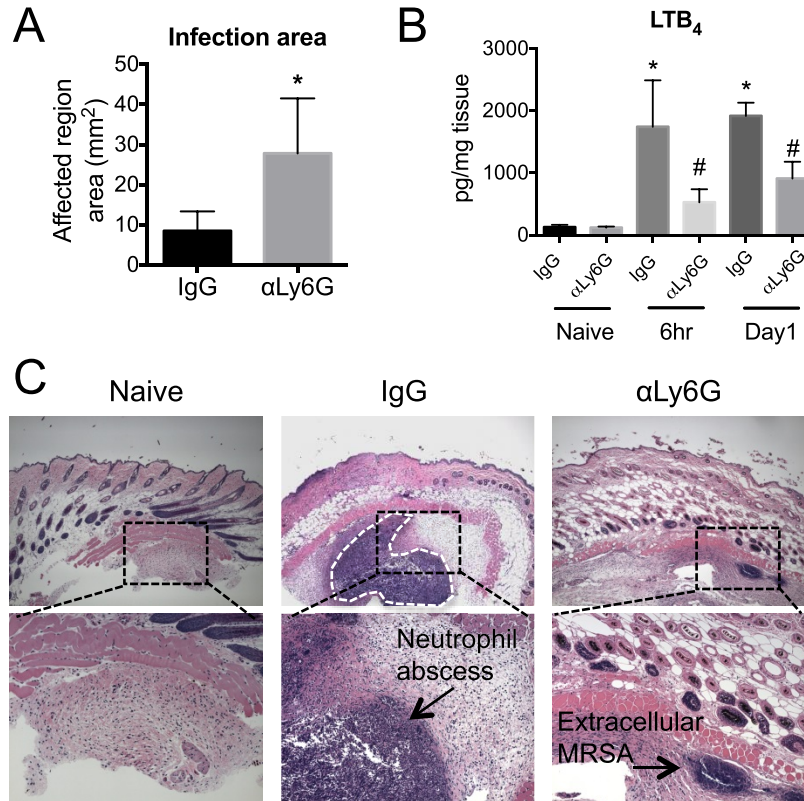 A
Infection area
Affected region
area (mm²)
50
40
30
20
10
0
*
IgG
αLy6G
B
LTB₄
pg/mg tissue
3000
2000
1000
0
*
#
*
#
IgG
αLy6G
IgG
αLy6G
IgG
αLy6G
Naive
6hr
Day1
C
Naive
IgG
αLy6G
Neutrophil
abscess
Extracellular
MRSA